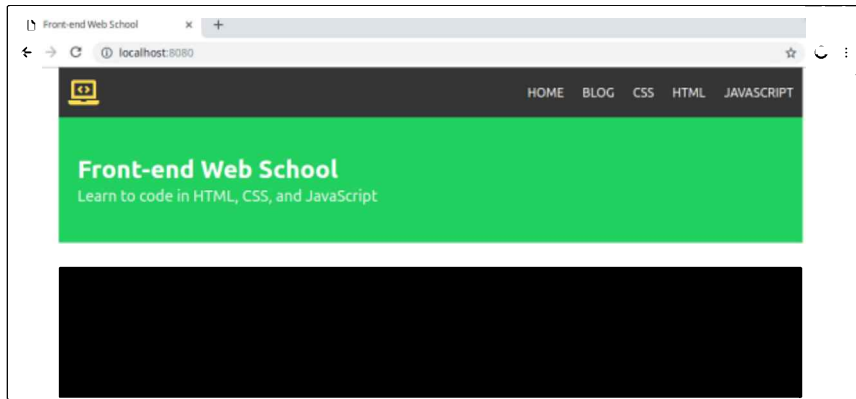 Front-end Web School
localhost:8080
HOME BLOG CSS HTML JAVASCRIPT
Front-end Web School
Learn to code in HTML, CSS, and JavaScript